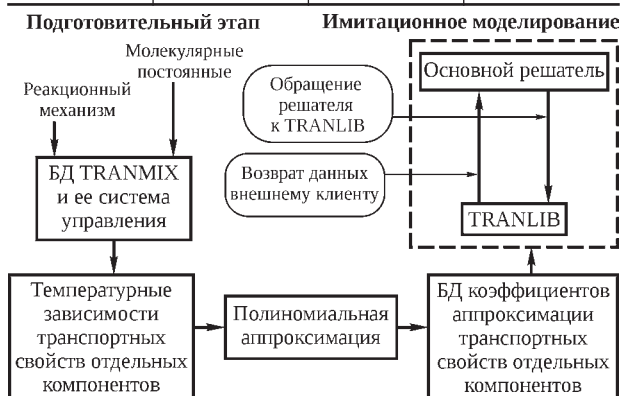 Подготовительный этап
Имитационное моделирование
Молекулярные
постоянные
Реакционный
механизм
БД TRANMIX
и ее система
управления
Обращение
решателя
к TRANLIB
Возврат данных
внешнему клиенту
Основной решатель
TRANLIB
Температурные
зависимости
транспортных
свойств отдельных
компонентов
Полиномиальная
аппроксимация
БД коэффициентов
аппроксимации
транспортных
свойств отдельных
компонентов